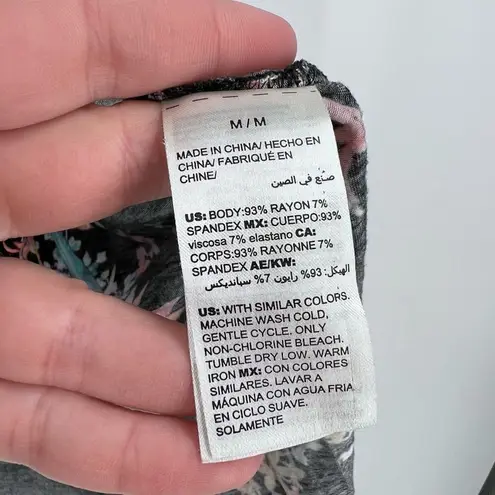 M / M
MADE IN CHINA/ HECHO EN
CHINA/ FABRIQUÉ EN
CHINE/
صنّع في الصين
US: BODY:93% RAYON 7%
SPANDEX MX: CUERPO:93%
viscosa 7% elastano CA:
CORPS:93% RAYONNE 7%
SPANDEX AE/KW:
الهيكل: 93% رايون 7% سبانديكس
US: WITH SIMILAR COLORS.
MACHINE WASH COLD,
GENTLE CYCLE. ONLY
NON-CHLORINE BLEACH.
TUMBLE DRY LOW. WARM
IRON MX: CON COLORES
SIMILARES. LAVAR A
MÁQUINA CON AGUA FRIA
EN CICLO SUAVE.
SOLAMENTE